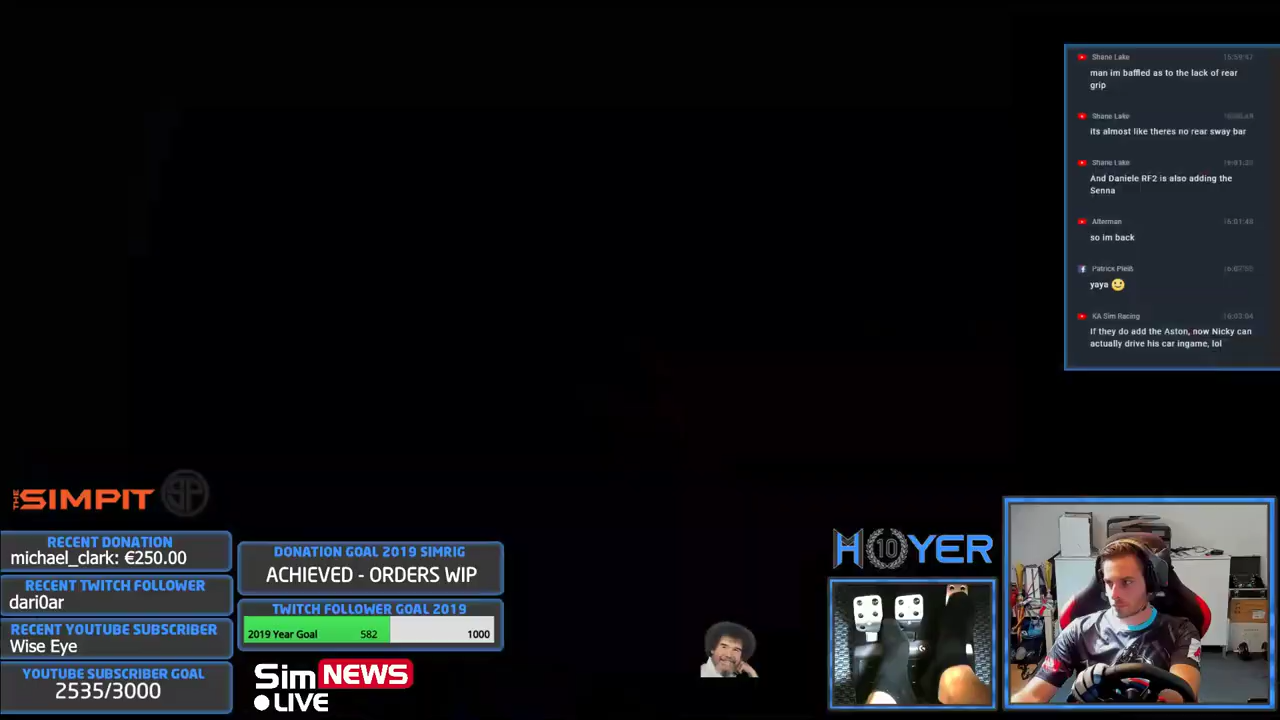 Shane Lake
man im baffled as to the lack of rear
grip
Shane Lake
its almost like theres no rear sway bar
Shane Lake
And Daniele RF2 is also adding the
Senna
Alterman
so im back
Patrick Pleiß
yaya
KA Sim Racing 16:03:04
If they do add the Aston, now Nicky can
actually drive his car ingame, lol
THE SIMPIT SP
RECENT DONATION
michael_clark: €250.00
RECENT TWITCH FOLLOWER
dari0ar
RECENT YOUTUBE SUBSCRIBER
Wise Eye
YOUTUBE SUBSCRIBER GOAL
2535/3000
DONATION GOAL 2019 SIMRIG
ACHIEVED - ORDERS WIP
TWITCH FOLLOWER GOAL 2019
2019 Year Goal 582 1000
Sim NEWS
LIVE
H10YER